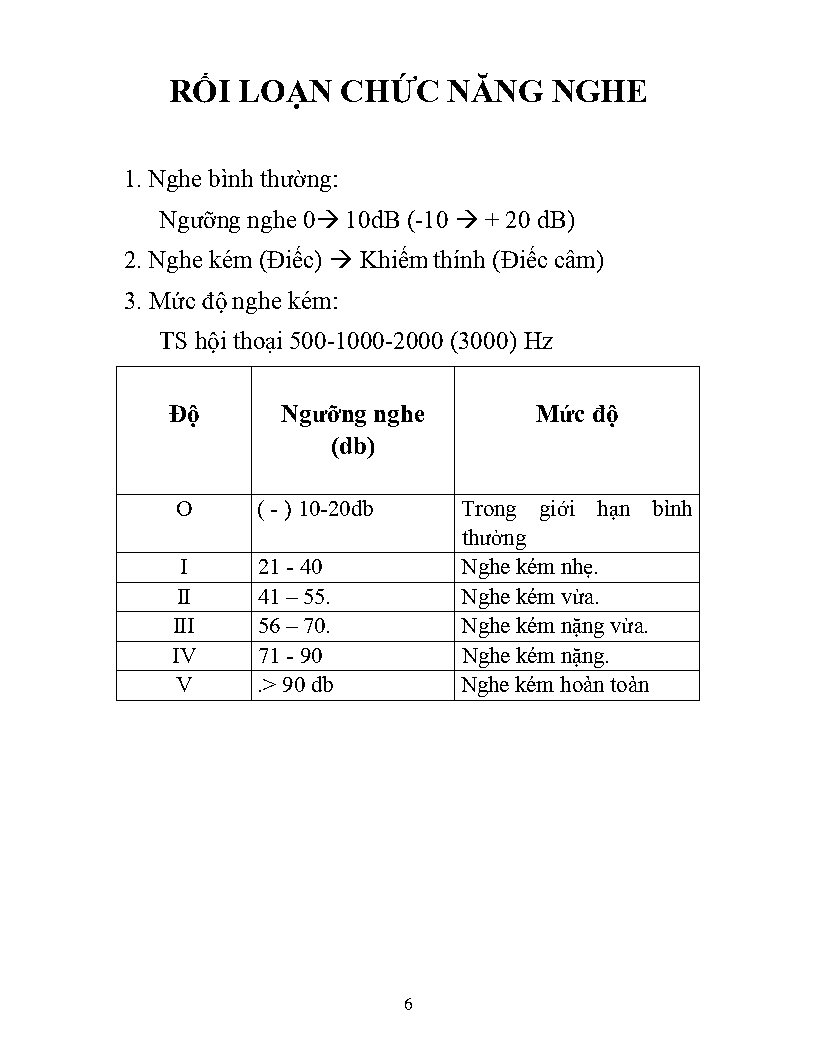 RỐI LOẠN CHỨC NĂNG NGHE
1. Nghe bình thường:
Ngưỡng nghe 0→ 10dB (-10 → + 20 dB)
2. Nghe kém (Điếc) → Khiếm thính (Điếc câm)
3. Mức độ nghe kém:
TS hội thoại 500-1000-2000 (3000) Hz
Độ Ngưỡng nghe Mức độ
(db)
O ( - ) 10-20db Trong giới hạn bình
thường
I 21 - 40 Nghe kém nhẹ.
II 41 – 55. Nghe kém vừa.
III 56 – 70. Nghe kém nặng vừa.
IV 71 - 90 Nghe kém nặng.
V .> 90 db Nghe kém hoàn toàn
6